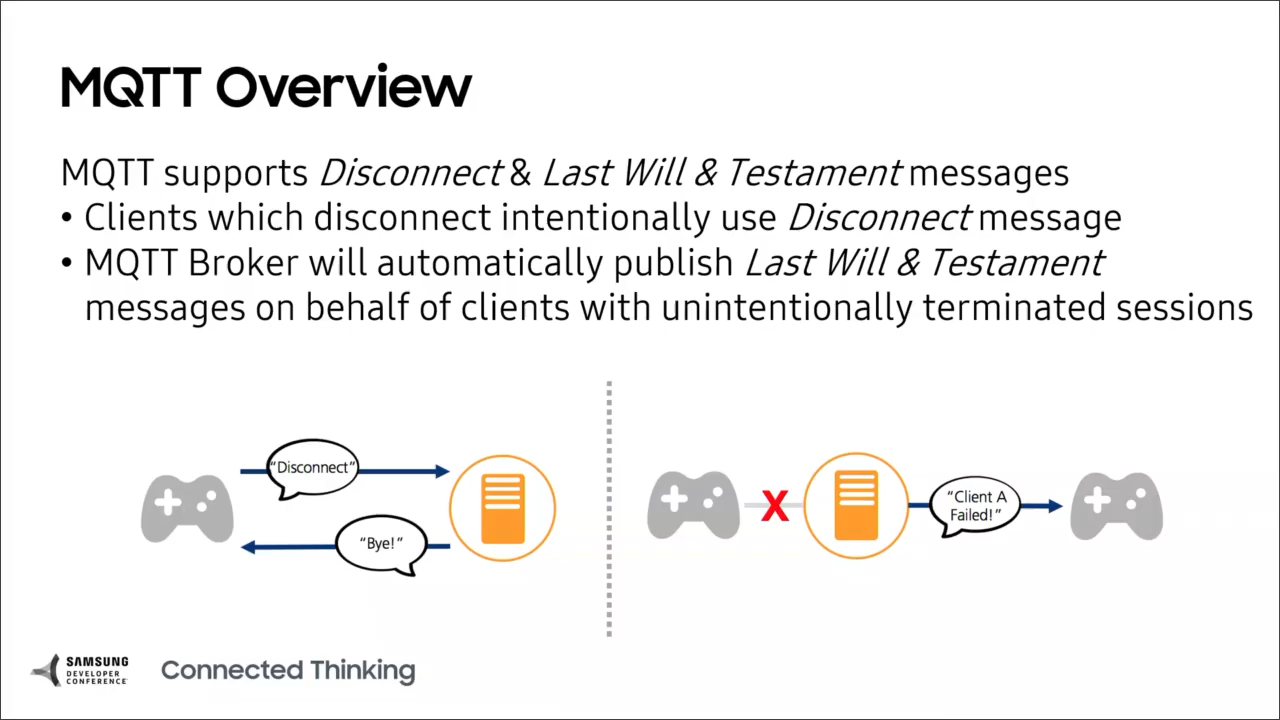 MQTT Overview
MQTT supports Disconnect & Last Will & Testament messages
• Clients which disconnect intentionally use Disconnect message
• MQTT Broker will automatically publish Last Will & Testament
messages on behalf of clients with unintentionally terminated sessions
“Disconnect”
“Bye!”
“Client A
Failed!”
SAMSUNG
DEVELOPER
CONFERENCE
Connected Thinking